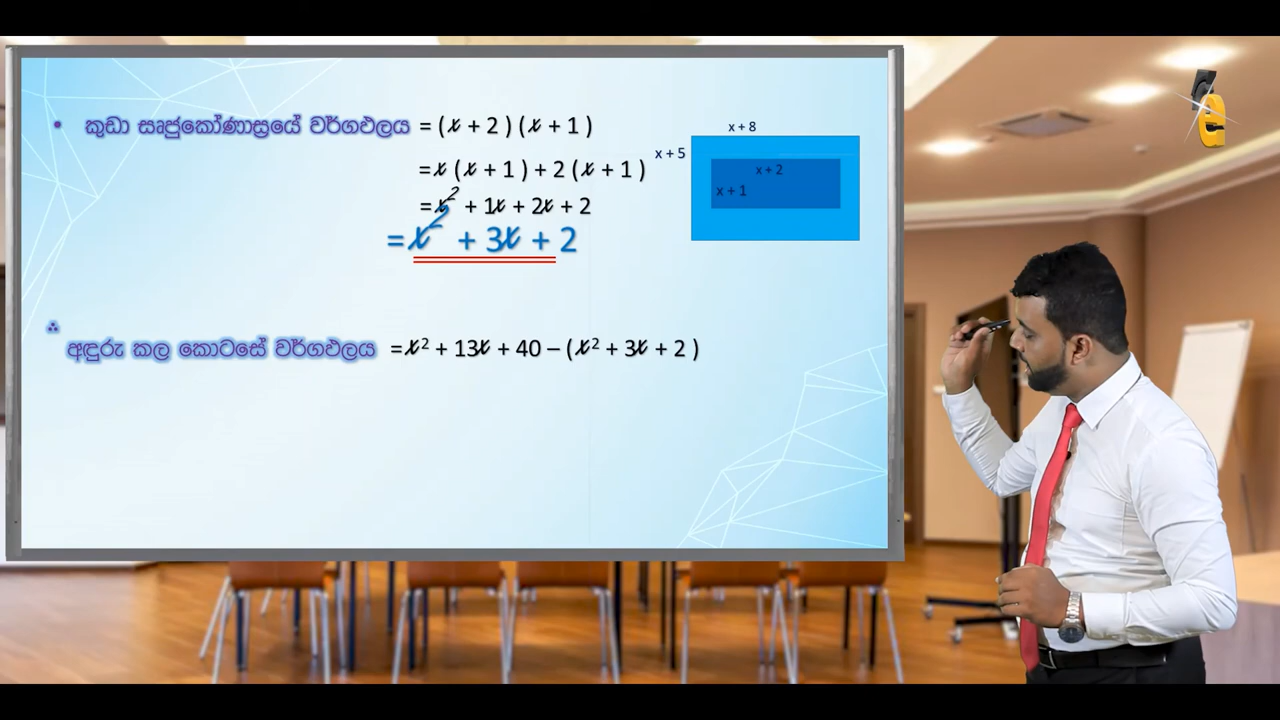 • කුඩා සෘජුකෝණාස්‍රයේ වර්ගඵලය = (x + 2 ) (x + 1 )
=x (x + 1 ) + 2 (x + 1 )
=x² + 1x + 2x + 2
=x² + 3x + 2
x + 8
x + 5
x + 2
x + 1
∴
අඳුරු කල කොටසේ වර්ගඵලය =x² + 13x + 40 – (x² + 3x + 2 )
e